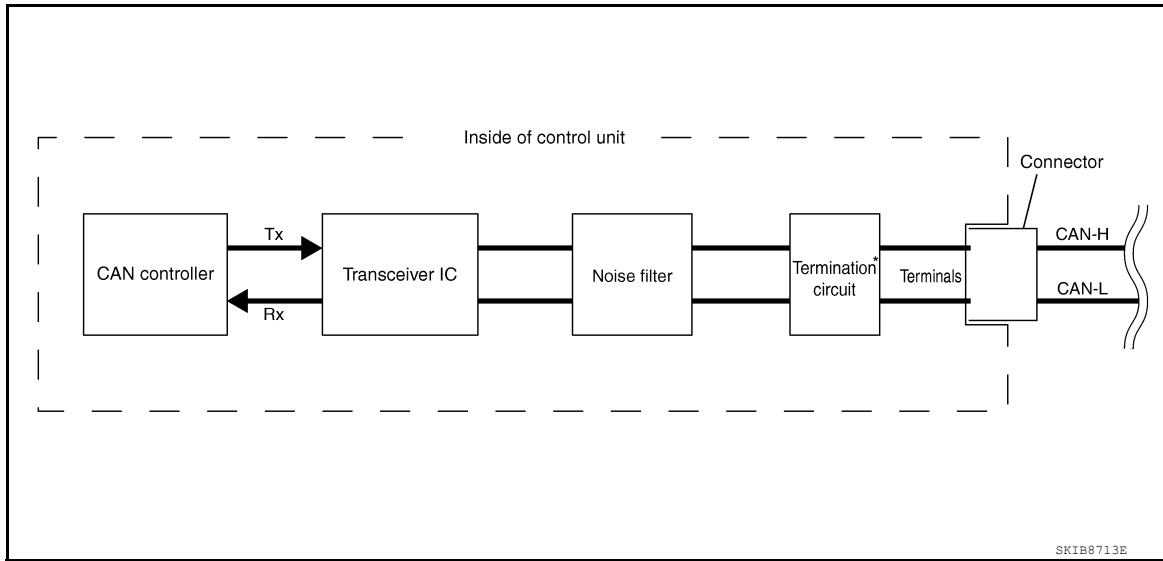 Inside of control unit
Connector
CAN controller
Tx
Rx
Transceiver IC
Noise filter
Termination*
circuit
Terminals
CAN-H
CAN-L
SKIB8713E